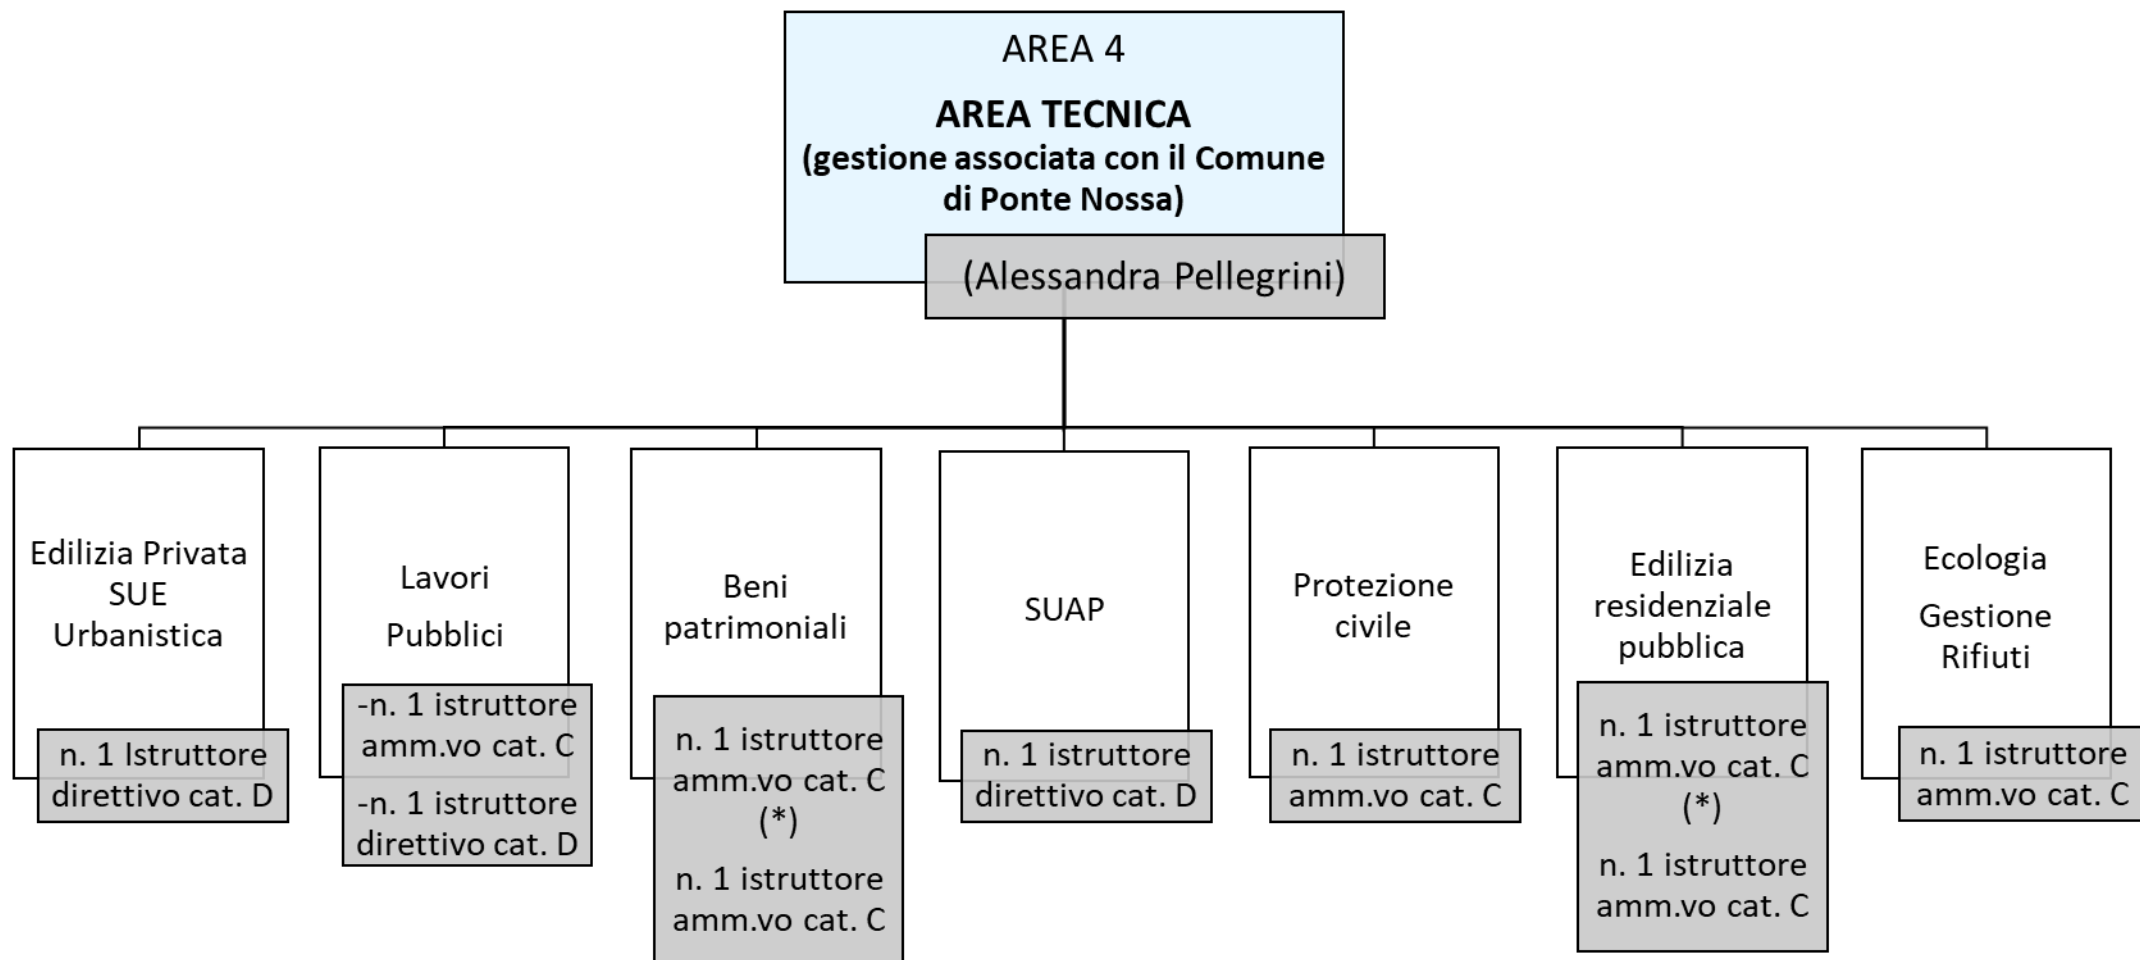 AREA 4
AREA TECNICA
(gestione associata con il Comune
di Ponte Nossa)
(Alessandra Pellegrini)
Edilizia Privata
SUE
Urbanistica
n. 1 Istruttore
direttivo cat. D
Lavori
Pubblici
-n. 1 istruttore
amm.vo cat. C
-n. 1 istruttore
direttivo cat. D
Beni
patrimoniali
n. 1 istruttore
amm.vo cat. C
(*)
n. 1 istruttore
amm.vo cat. C
SUAP
n. 1 istruttore
direttivo cat. D
Protezione
civile
n. 1 istruttore
amm.vo cat. C
Edilizia
residenziale
pubblica
n. 1 istruttore
amm.vo cat. C
(*)
n. 1 istruttore
amm.vo cat. C
Ecologia
Gestione
Rifiuti
n. 1 istruttore
amm.vo cat. C